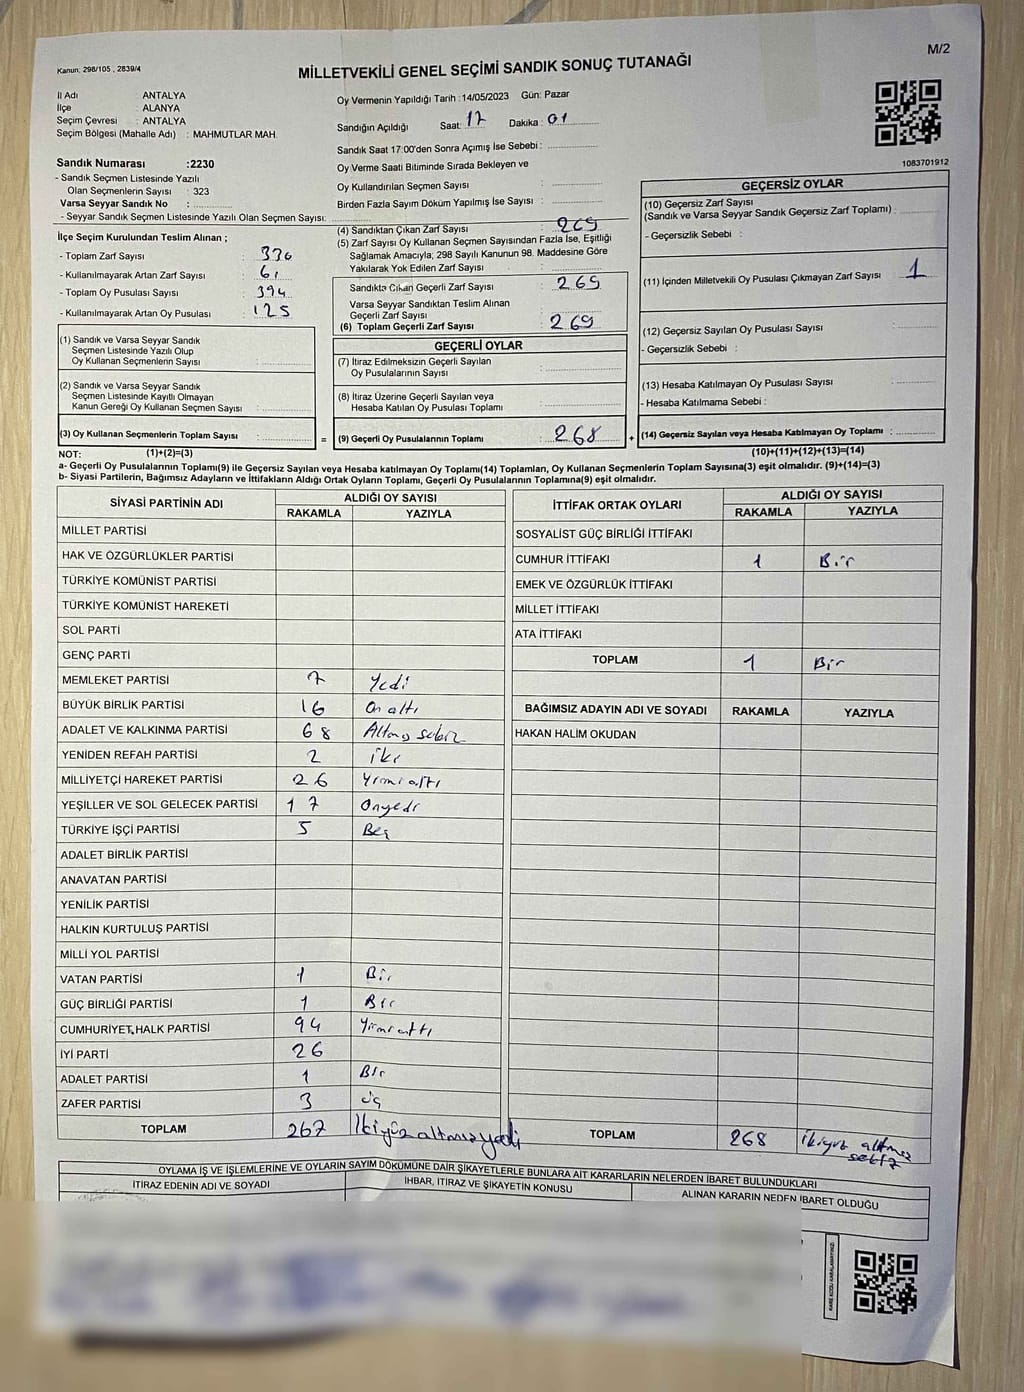 M/2
Kanun: 298/105 , 2839/4
MİLLETVEKİLİ GENEL SEÇİMİ SANDIK SONUÇ TUTANAĞI
İl Adı : ANTALYA
İlçe : ALANYA
Seçim Çevresi : ANTALYA
Seçim Bölgesi (Mahalle Adı) : MAHMUTLAR MAH.
Sandık Numarası :2230
- Sandık Seçmen Listesinde Yazılı
Olan Seçmenlerin Sayısı : 323
Varsa Seyyar Sandık No :
- Seyyar Sandık Seçmen Listesinde Yazılı Olan Seçmen Sayısı:
Oy Vermenin Yapıldığı Tarih :14/05/2023 Gün: Pazar
Sandığın Açıldığı Saat: 17 Dakika : 01
Sandık Saat 17:00'den Sonra Açımış İse Sebebi :
Oy Verme Saati Bitiminde Sırada Bekleyen ve
Oy Kullandırılan Seçmen Sayısı :
Birden Fazla Sayım Döküm Yapılmış İse Sayısı :
1083701912
İlçe Seçim Kurulundan Teslim Alınan ;
- Toplam Zarf Sayısı : 330
- Kullanılmayarak Artan Zarf Sayısı : 61
- Toplam Oy Pusulası Sayısı : 394
- Kullanılmayarak Artan Oy Pusulası : 125
(1) Sandık ve Varsa Seyyar Sandık
Seçmen Listesinde Yazılı Olup
Oy Kullanan Seçmenlerin Sayısı :
(2) Sandık ve Varsa Seyyar Sandık
Seçmen Listesinde Kayıtlı Olmayan
Kanun Gereği Oy Kullanan Seçmen Sayısı :
(3) Oy Kullanan Seçmenlerin Toplam Sayısı :
(1)+(2)=(3)
(4) Sandıktan Çıkan Zarf Sayısı : 269
(5) Zarf Sayısı Oy Kullanan Seçmen Sayısından Fazla İse, Eşitliği
Sağlamak Amacıyla, 298 Sayılı Kanunun 98. Maddesine Göre
Yakılarak Yok Edilen Zarf Sayısı :
Sandıkta Çıkan Geçerli Zarf Sayısı : 269
Varsa Seyyar Sandıktan Teslim Alınan
Geçerli Zarf Sayısı :
(6) Toplam Geçerli Zarf Sayısı : 269
GEÇERLİ OYLAR
(7) İtiraz Edilmeksizin Geçerli Sayılan
Oy Pusulalarının Sayısı :
(8) İtiraz Üzerine Geçerli Sayılan veya
Hesaba Katılan Oy Pusulası Toplamı :
= (9) Geçerli Oy Pusulalarının Toplamı : 268 +
GEÇERSİZ OYLAR
(10) Geçersiz Zarf Sayısı
(Sandık ve Varsa Seyyar Sandık Geçersiz Zarf Toplamı) :
- Geçersizlik Sebebi :
(11) İçinden Milletvekili Oy Pusulası Çıkmayan Zarf Sayısı : 1
(12) Geçersiz Sayılan Oy Pusulası Sayısı :
- Geçersizlik Sebebi :
(13) Hesaba Katılmayan Oy Pusulası Sayısı :
- Hesaba Katılmama Sebebi :
(14) Geçersiz Sayılan veya Hesaba Katılmayan Oy Toplamı :
(10)+(11)+(12)+(13)=(14)
NOT:
a- Geçerli Oy Pusulalarının Toplamı(9) ile Geçersiz Sayılan veya Hesaba katılmayan Oy Toplamı(14) Toplamları, Oy Kullanan Seçmenlerin Toplam Sayısına(3) eşit olmalıdır. (9)+(14)=(3)
b- Siyasi Partilerin, Bağımsız Adayların ve İttifakların Aldığı Ortak Oyların Toplamı, Geçerli Oy Pusulalarının Toplamına(9) eşit olmalıdır.
SİYASİ PARTİNİN ADI ALDIĞI OY SAYISI
RAKAMLA YAZIYLA
MİLLET PARTİSİ
HAK VE ÖZGÜRLÜKLER PARTİSİ
TÜRKİYE KOMÜNİST PARTİSİ
TÜRKİYE KOMÜNİST HAREKETİ
SOL PARTİ
GENÇ PARTİ
MEMLEKET PARTİSİ 7 Yedi
BÜYÜK BİRLİK PARTİSİ 16 On altı
ADALET VE KALKINMA PARTİSİ 68 Altmış sekiz
YENİDEN REFAH PARTİSİ 2 iki
MİLLİYETÇİ HAREKET PARTİSİ 26 Yirmi altı
YEŞİLLER VE SOL GELECEK PARTİSİ 17 Onyedi
TÜRKİYE İŞÇİ PARTİSİ 5 Beş
ADALET BİRLİK PARTİSİ
ANAVATAN PARTİSİ
YENİLİK PARTİSİ
HALKIN KURTULUŞ PARTİSİ
MİLLİ YOL PARTİSİ
VATAN PARTİSİ 1 Bir
GÜÇ BİRLİĞİ PARTİSİ 1 Bir
CUMHURİYET HALK PARTİSİ 94 Yirmi altı
İYİ PARTİ 26
ADALET PARTİSİ 1 Bir
ZAFER PARTİSİ 3 üç
TOPLAM 267 İkiyüz altmış yedi
İTTİFAK ORTAK OYLARI ALDIĞI OY SAYISI
RAKAMLA YAZIYLA
SOSYALİST GÜÇ BİRLİĞİ İTTİFAKI
CUMHUR İTTİFAKI 1 Bir
EMEK VE ÖZGÜRLÜK İTTİFAKI
MİLLET İTTİFAKI
ATA İTTİFAKI
TOPLAM 1 Bir
BAĞIMSIZ ADAYIN ADI VE SOYADI RAKAMLA YAZIYLA
HAKAN HALİM OKUDAN
TOPLAM 268 ikiyüz altmış
sekiz
OYLAMA İŞ VE İŞLEMLERİNE VE OYLARIN SAYIM DÖKÜMÜNE DAİR ŞİKAYETLERLE BUNLARA AİT KARARLARIN NELERDEN İBARET BULUNDUKLARI
İTİRAZ EDENİN ADI VE SOYADI İHBAR, İTİRAZ VE ŞİKAYETİN KONUSU ALINAN KARARIN NEDEN İBARET OLDUĞU